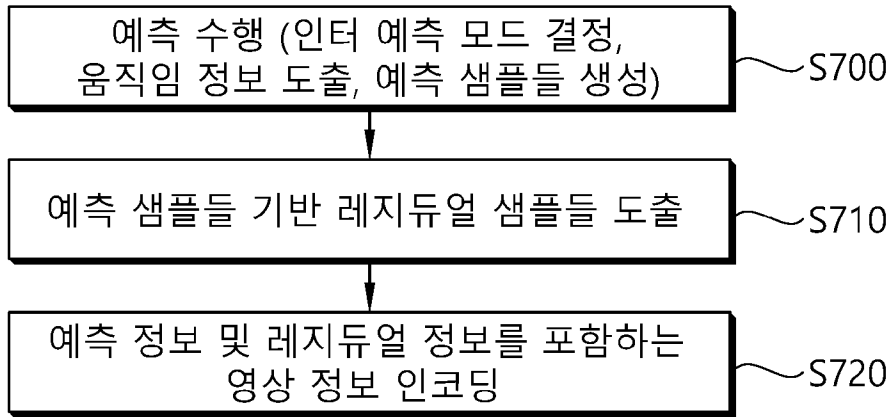 예측 수행 (인터 예측 모드 결정,
움직임 정보 도출, 예측 샘플들 생성)
S700
예측 샘플들 기반 레지듀얼 샘플들 도출
S710
예측 정보 및 레지듀얼 정보를 포함하는
영상 정보 인코딩
S720